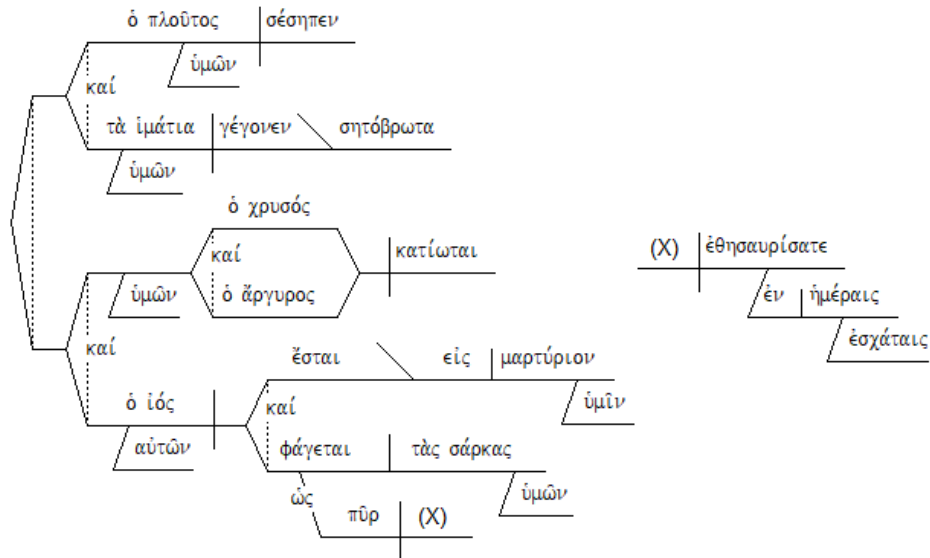 ὁ πλοῦτος σέσηπεν
ὑμῶν
καί
τὰ ἱμάτια γέγονεν σητόβρωτα
ὑμῶν
ὁ χρυσός
(X) ἐθησαυρίσατε
καί κατίωται
ὑμῶν ὁ ἄργυρος ἐν ἡμέραις
ἐσχάταις
καί ἔσται εἰς μαρτύριον
ὑμῖν
ὁ ἰός καί
αὐτῶν φάγεται τὰς σάρκας
ὡς ὑμῶν
πῦρ (X)